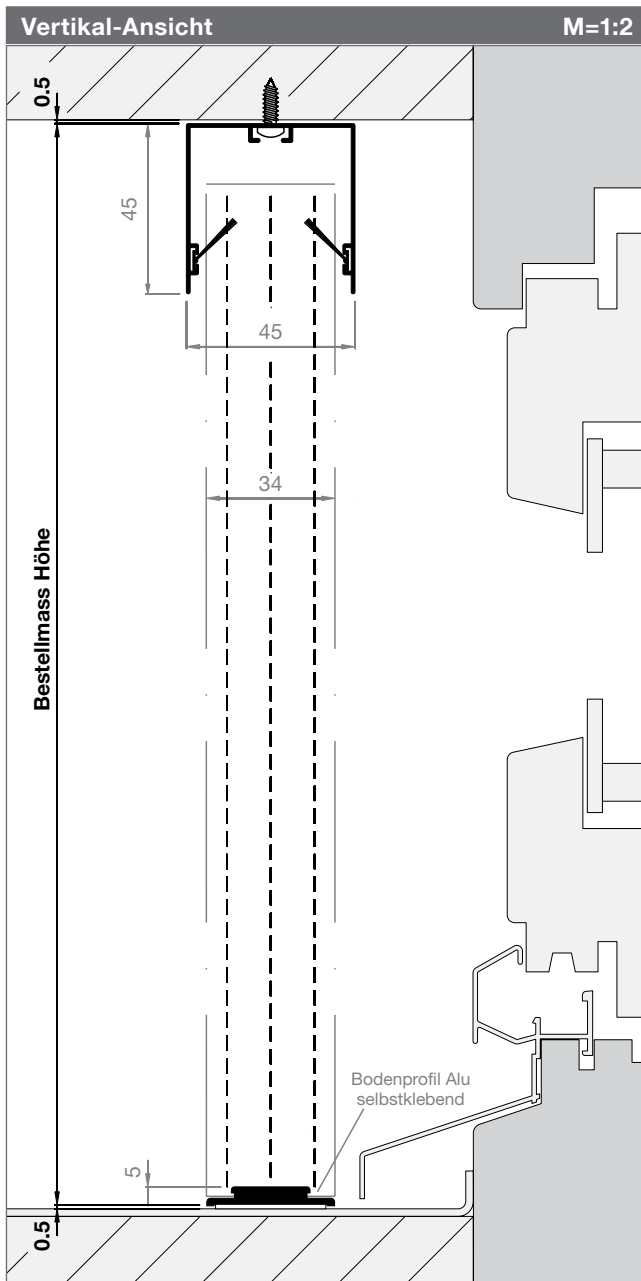 Vertikal-Ansicht M=1:2
0.5
45
45
34
Bestellmass Höhe
Bodenprofil Alu
selbstklebend
5
0.5